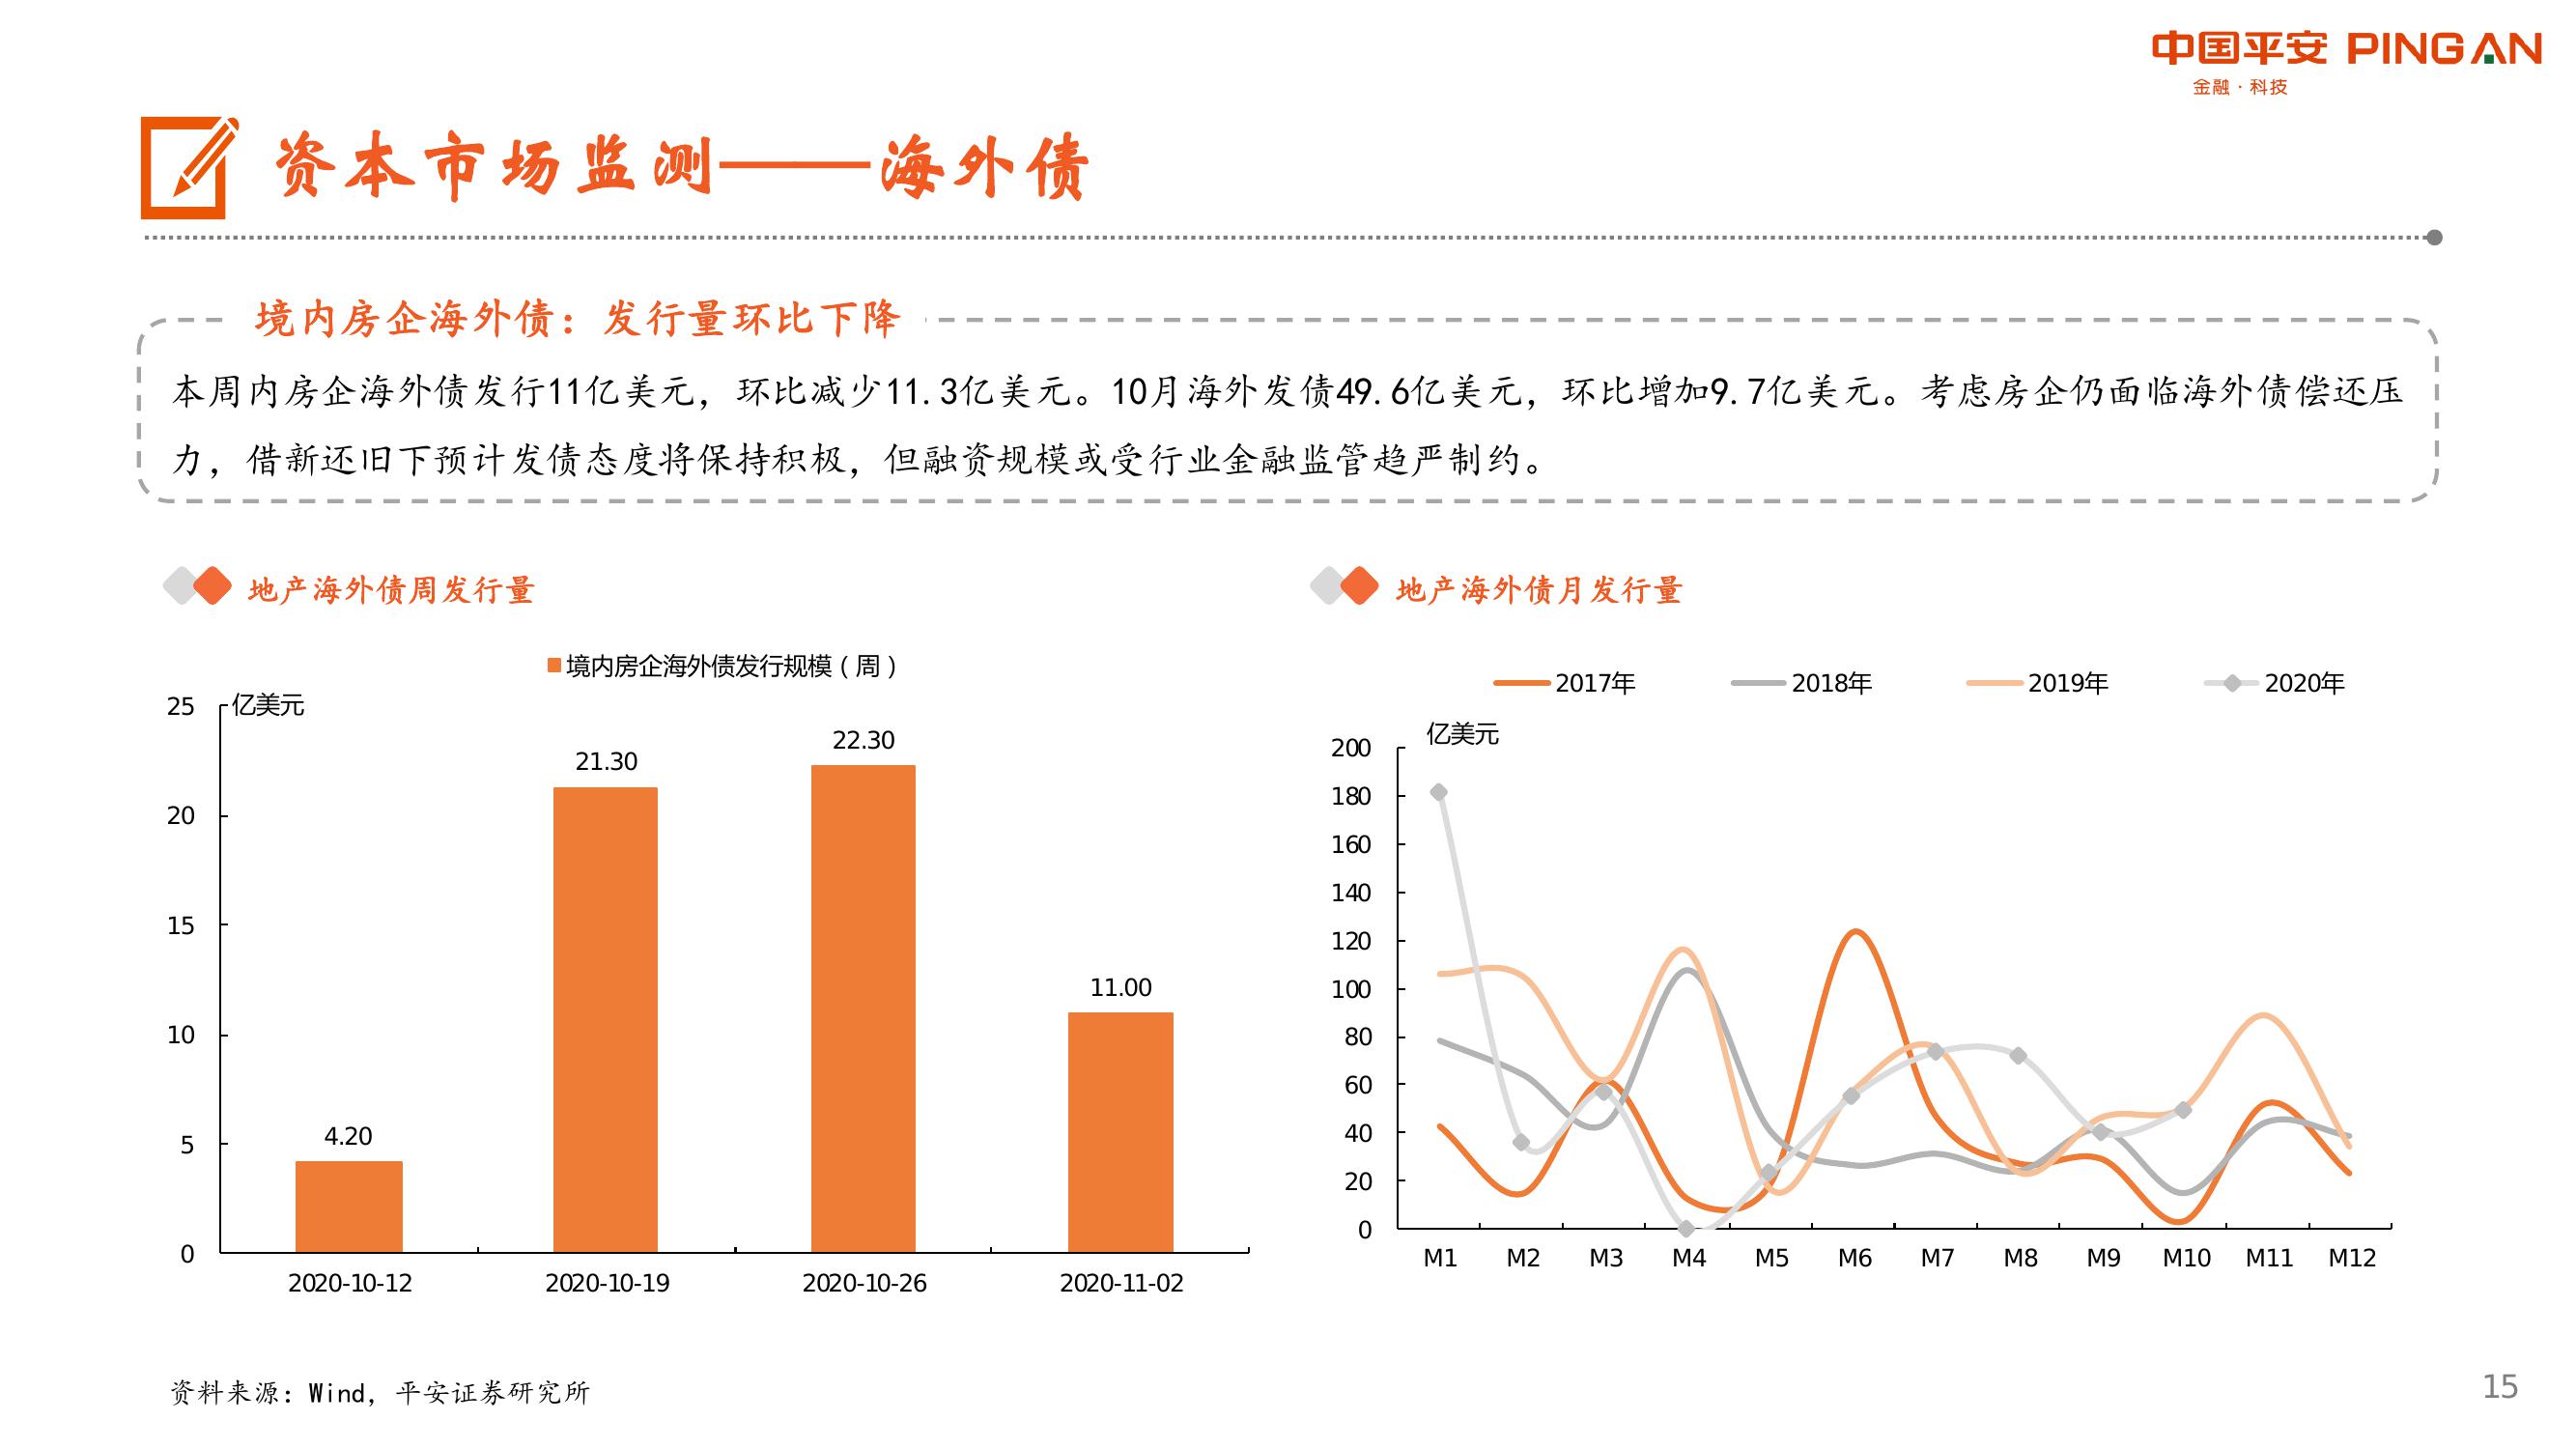 中国平安 PINGAN
金融·科技
资本市场监测——海外债
境内房企海外债：发行量环比下降
本周内房企海外债发行11亿美元，环比减少11.3亿美元。10月海外发债49.6亿美元，环比增加9.7亿美元。考虑房企仍面临海外债偿还压
力，借新还旧下预计发债态度将保持积极，但融资规模或受行业金融监管趋严制约。
地产海外债周发行量
境内房企海外债发行规模（周）
亿美元
25
20
15
10
5
0
4.20
21.30
22.30
11.00
2020-10-12 2020-10-19 2020-10-26 2020-11-02
地产海外债月发行量
2017年 2018年 2019年 2020年
亿美元
200
180
160
140
120
100
80
60
40
20
0
M1 M2 M3 M4 M5 M6 M7 M8 M9 M10 M11 M12
资料来源：Wind，平安证券研究所
15